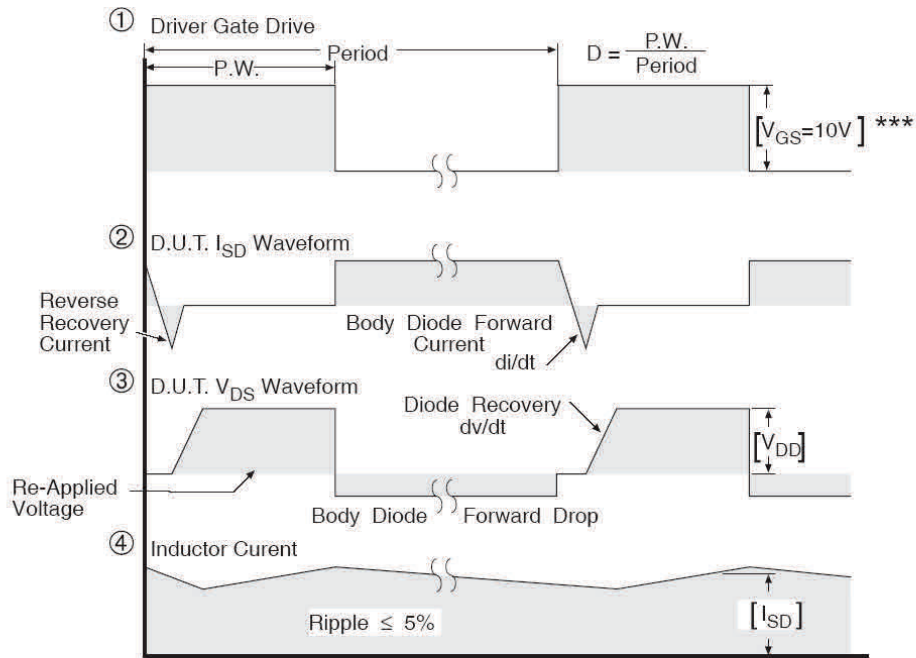 ① Driver Gate Drive
Period
P.W.
D = P.W. / Period
[VGS=10V] ***
② D.U.T. ISD Waveform
Reverse
Recovery
Current
Body Diode Forward
Current
di/dt
③ D.U.T. VDS Waveform
Diode Recovery
dv/dt
[VDD]
Re-Applied
Voltage
Body Diode Forward Drop
④ Inductor Curent
Ripple ≤ 5%
[ISD]